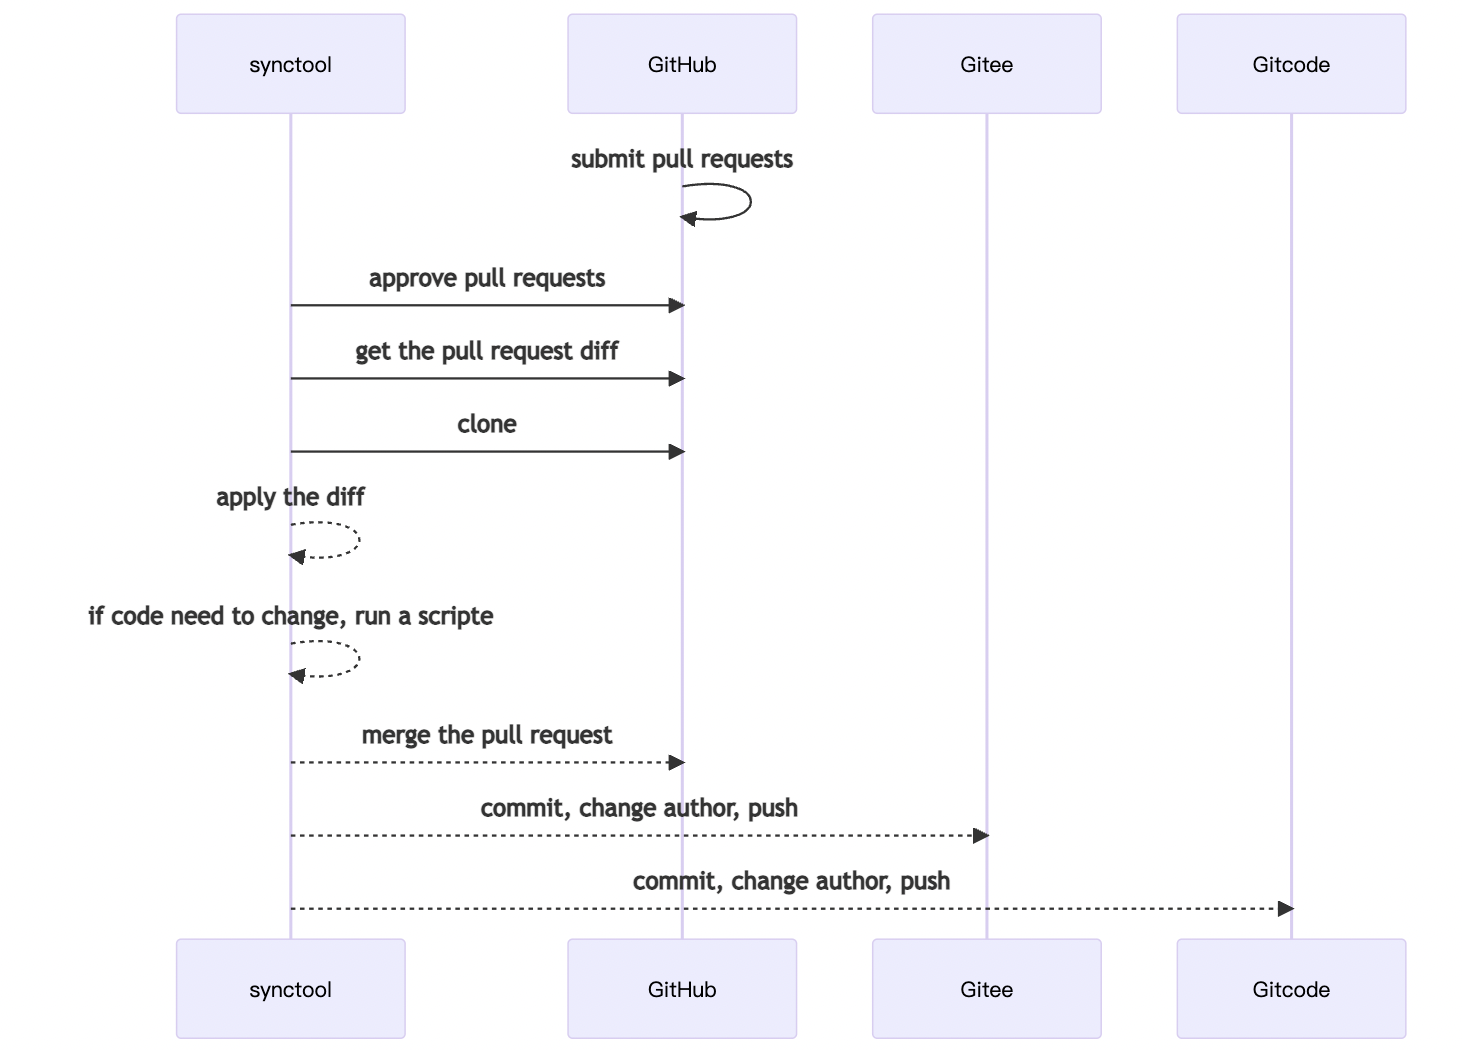 synctool
GitHub
Gitee
Gitcode
submit pull requests
approve pull requests
get the pull request diff
clone
apply the diff
if code need to change, run a scripte
merge the pull request
commit, change author, push
commit, change author, push
synctool
GitHub
Gitee
Gitcode